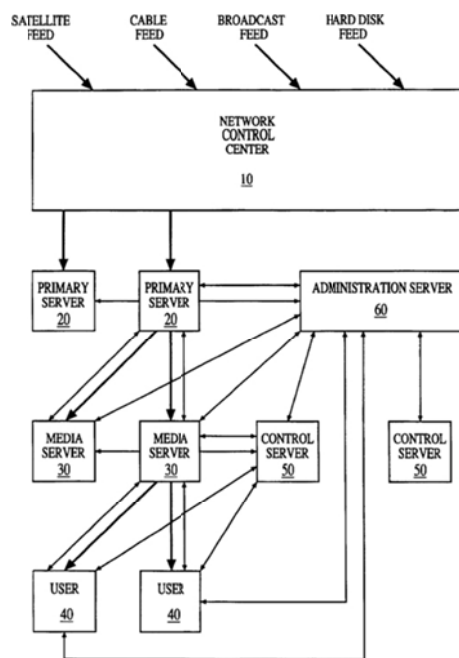 SATELLITE FEED
CABLE FEED
BROADCAST FEED
HARD DISK FEED
NETWORK
CONTROL
CENTER
10
PRIMARY
SERVER
20
PRIMARY
SERVER
20
ADMINISTRATION SERVER
60
MEDIA
SERVER
30
MEDIA
SERVER
30
CONTROL
SERVER
50
CONTROL
SERVER
50
USER
40
USER
40